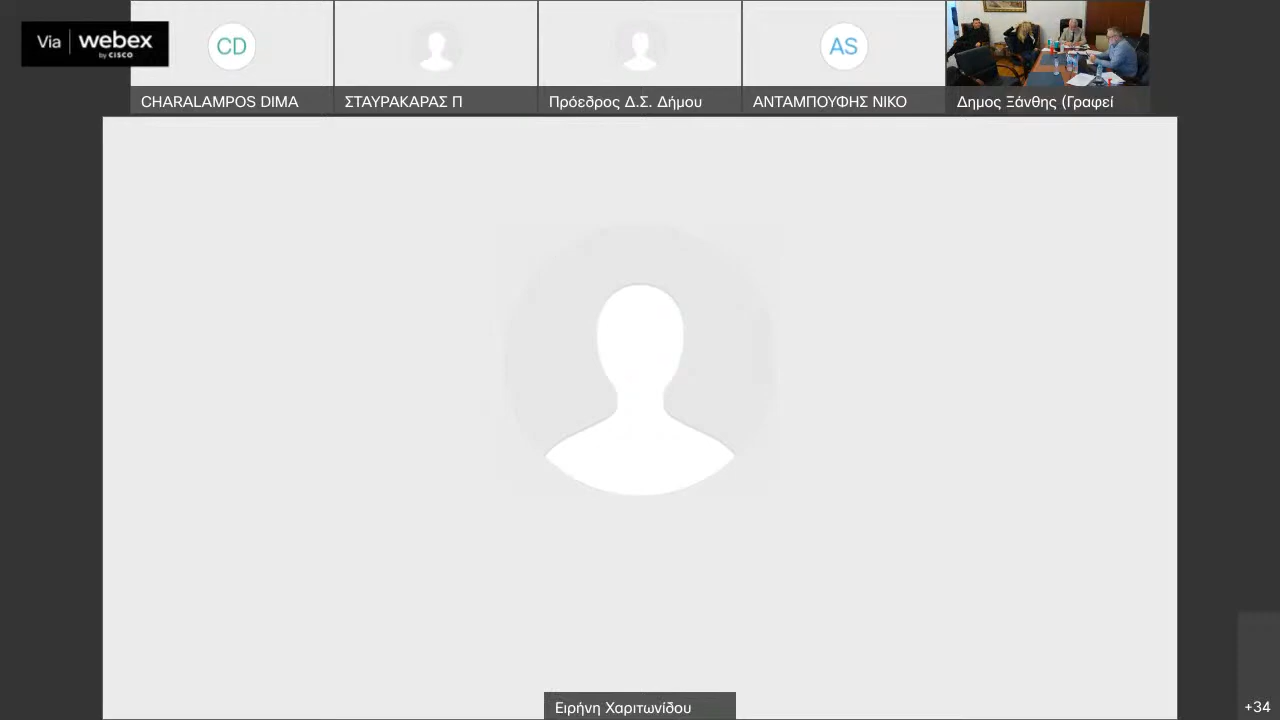 Via webex
by CISCO
CD
AS
CHARALAMPOS DIMA
ΣΤΑΥΡΑΚΑΡΑΣ Π
Πρόεδρος Δ.Σ. Δήμου
ΑΝΤΑΜΠΟΥΦΗΣ ΝΙΚΟ
Δημος Ξάνθης (Γραφεί
Ειρήνη Χαριτωνίδου
+34